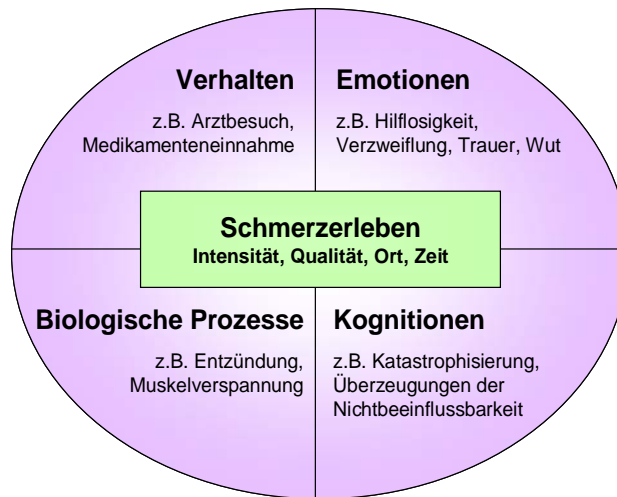 Verhalten
z.B. Arztbesuch,
Medikamenteneinnahme
Emotionen
z.B. Hilflosigkeit,
Verzweiflung, Trauer, Wut
Schmerzerleben
Intensität, Qualität, Ort, Zeit
Biologische Prozesse
z.B. Entzündung,
Muskelverspannung
Kognitionen
z.B. Katastrophisierung,
Überzeugungen der
Nichtbeeinflussbarkeit